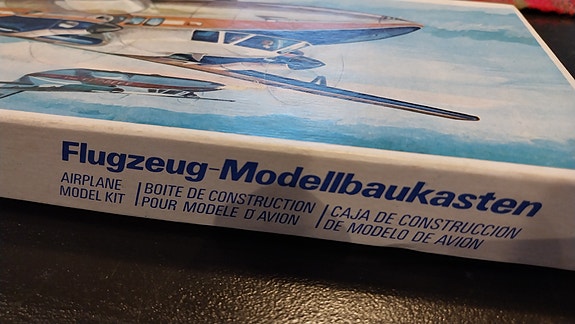 Flugzeug-Modellbaukasten
AIRPLANE
MODEL KIT
BOITE DE CONSTRUCTION
POUR MODELE D'AVION
CAJA DE CONSTRUCCION
DE MODELO DE AVION